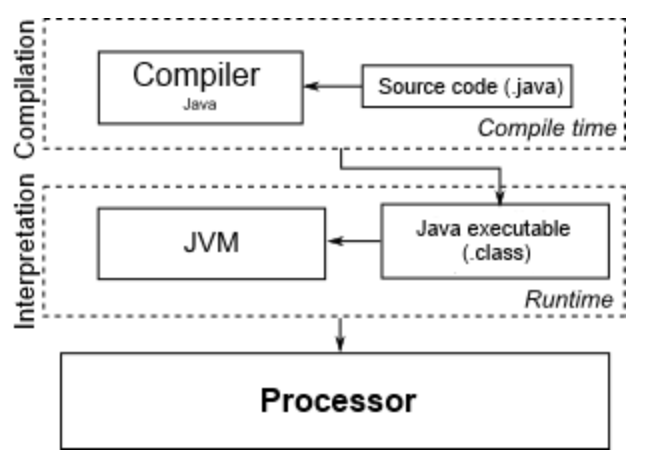 Compilation
Compiler
Java
Source code (.java)
Compile time
Interpretation
JVM
Java executable
(.class)
Runtime
Processor